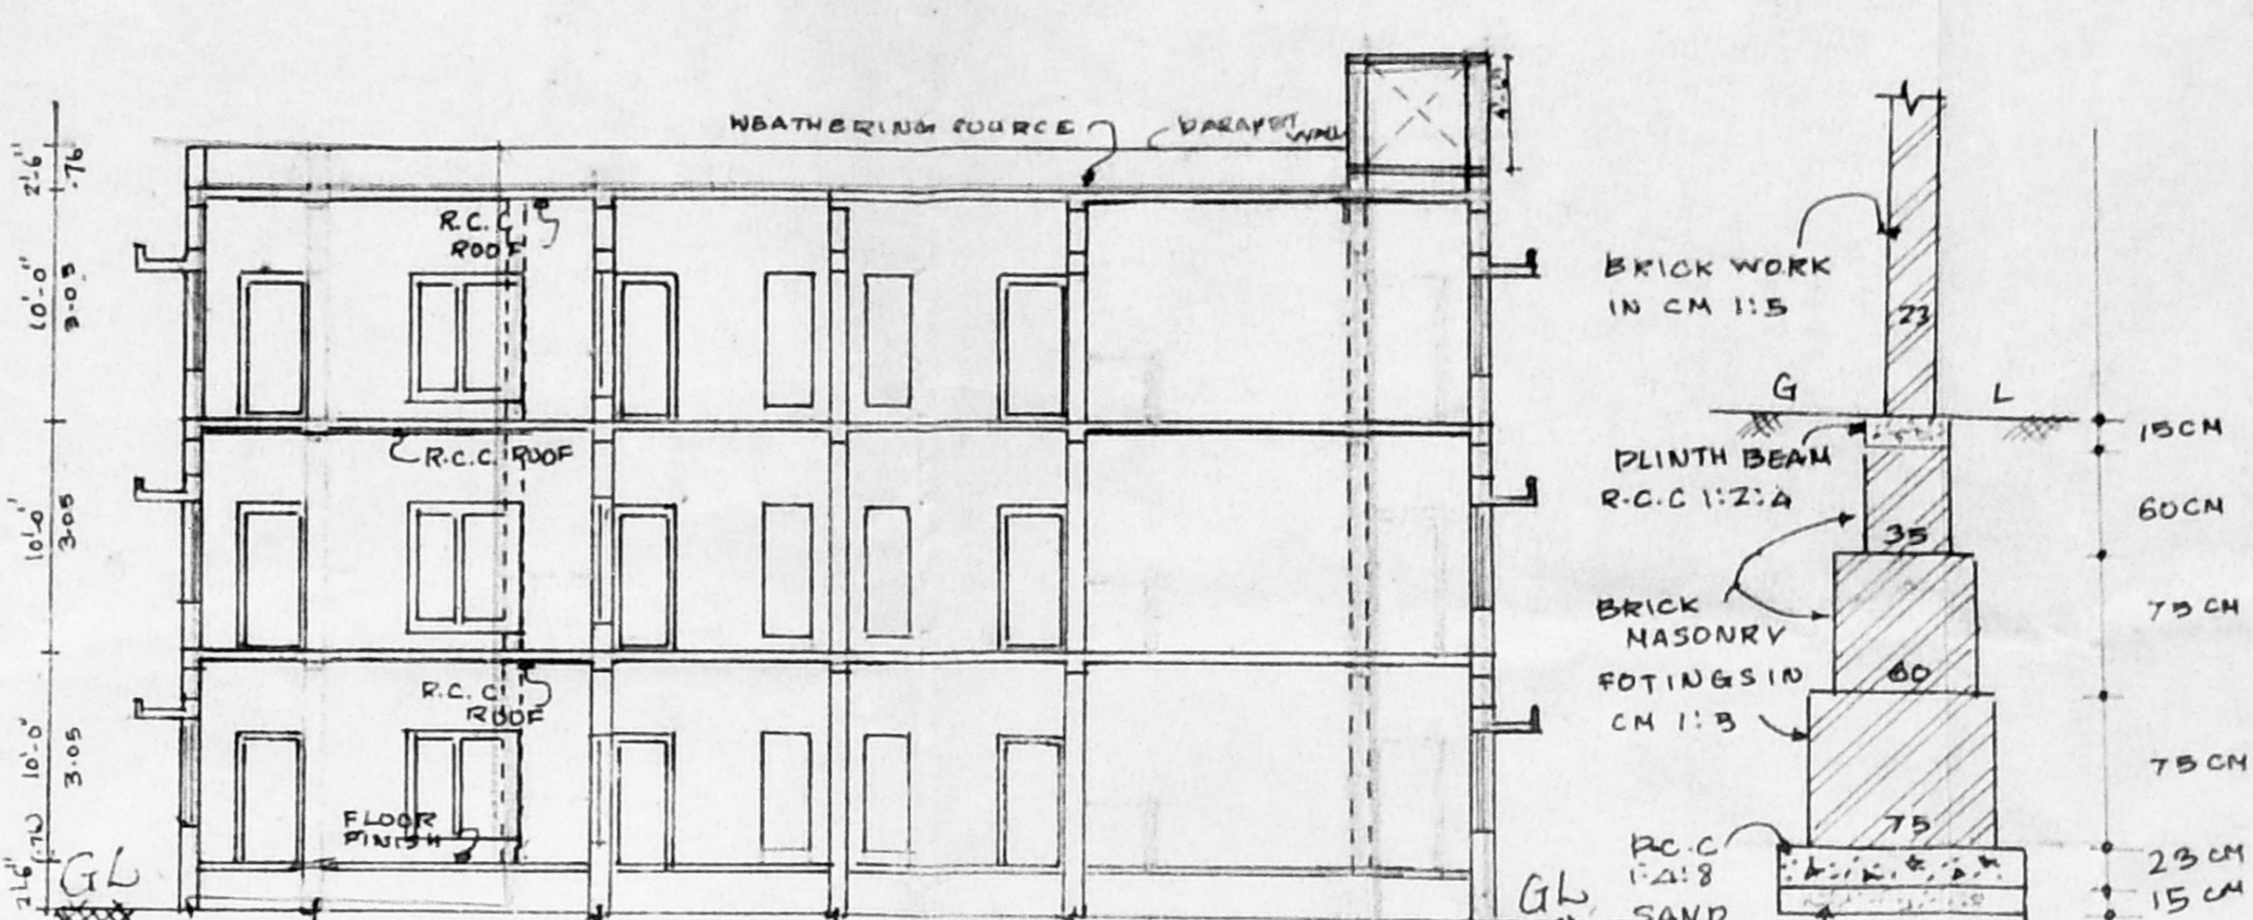 WEATHERING COURCE
PARAPET
WALL
2'6"
.76
R.C.C
ROOF
10'-0"
3.05
R.C.C. ROOF
10'-0'
3.05
R.C.C
ROOF
10'-0"
3.05
FLOOR
FINISH
2'6"
.76
GL
GL
BRICK WORK
IN CM 1:5
23
G L
15CM
PLINTH BEAM
R.C.C 1:2:4
60CM
35
BRICK
MASONRY
FOTINGS IN
CM 1:5
75 CM
60
75 CM
75
P.C.C
1:4:8
SAND
23 CM
15 CM